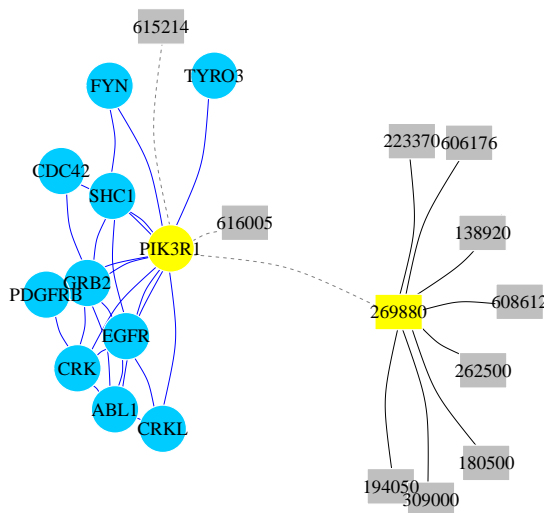 615214
TYRO3
FYN
223370
606176
CDC42
SHC1
616005
138920
PIK3R1
GRB2
PDGFRB
608612
269880
EGFR
CRK
262500
ABL1
CRKL
180500
194050
309000